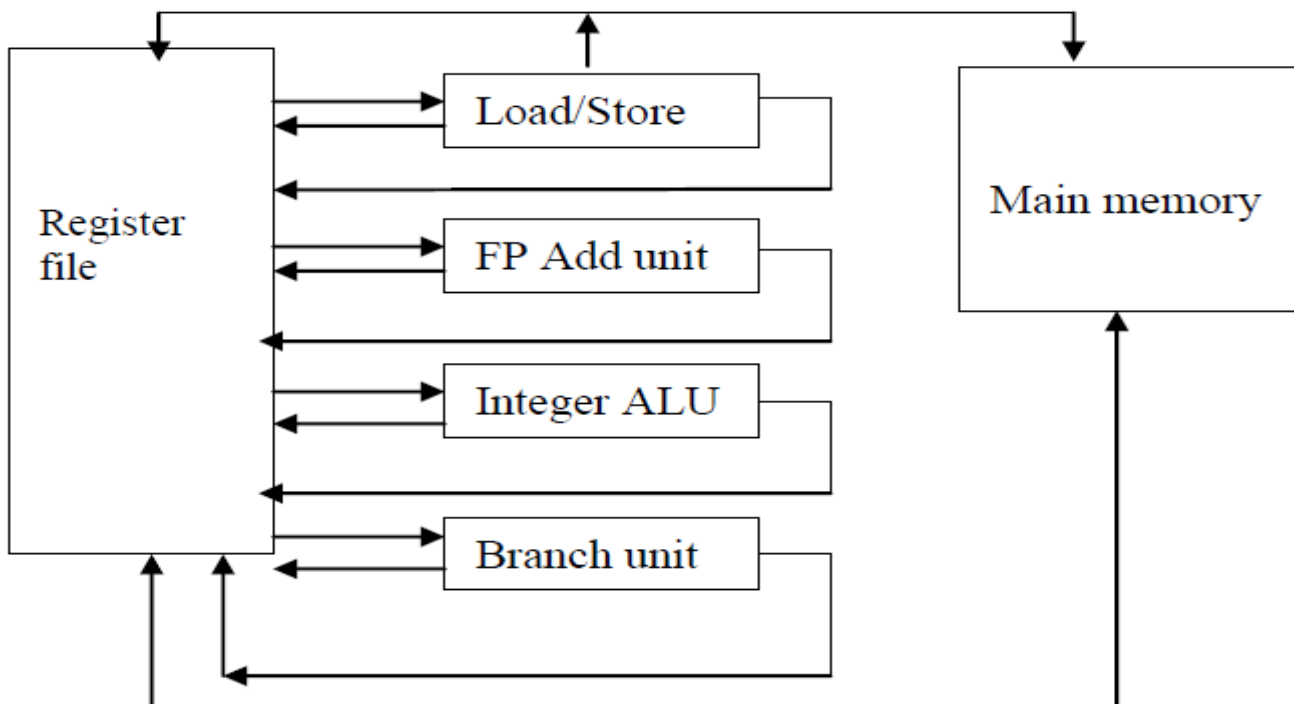 Load/Store
Register
file
Main memory
FP Add unit
Integer ALU
Branch unit